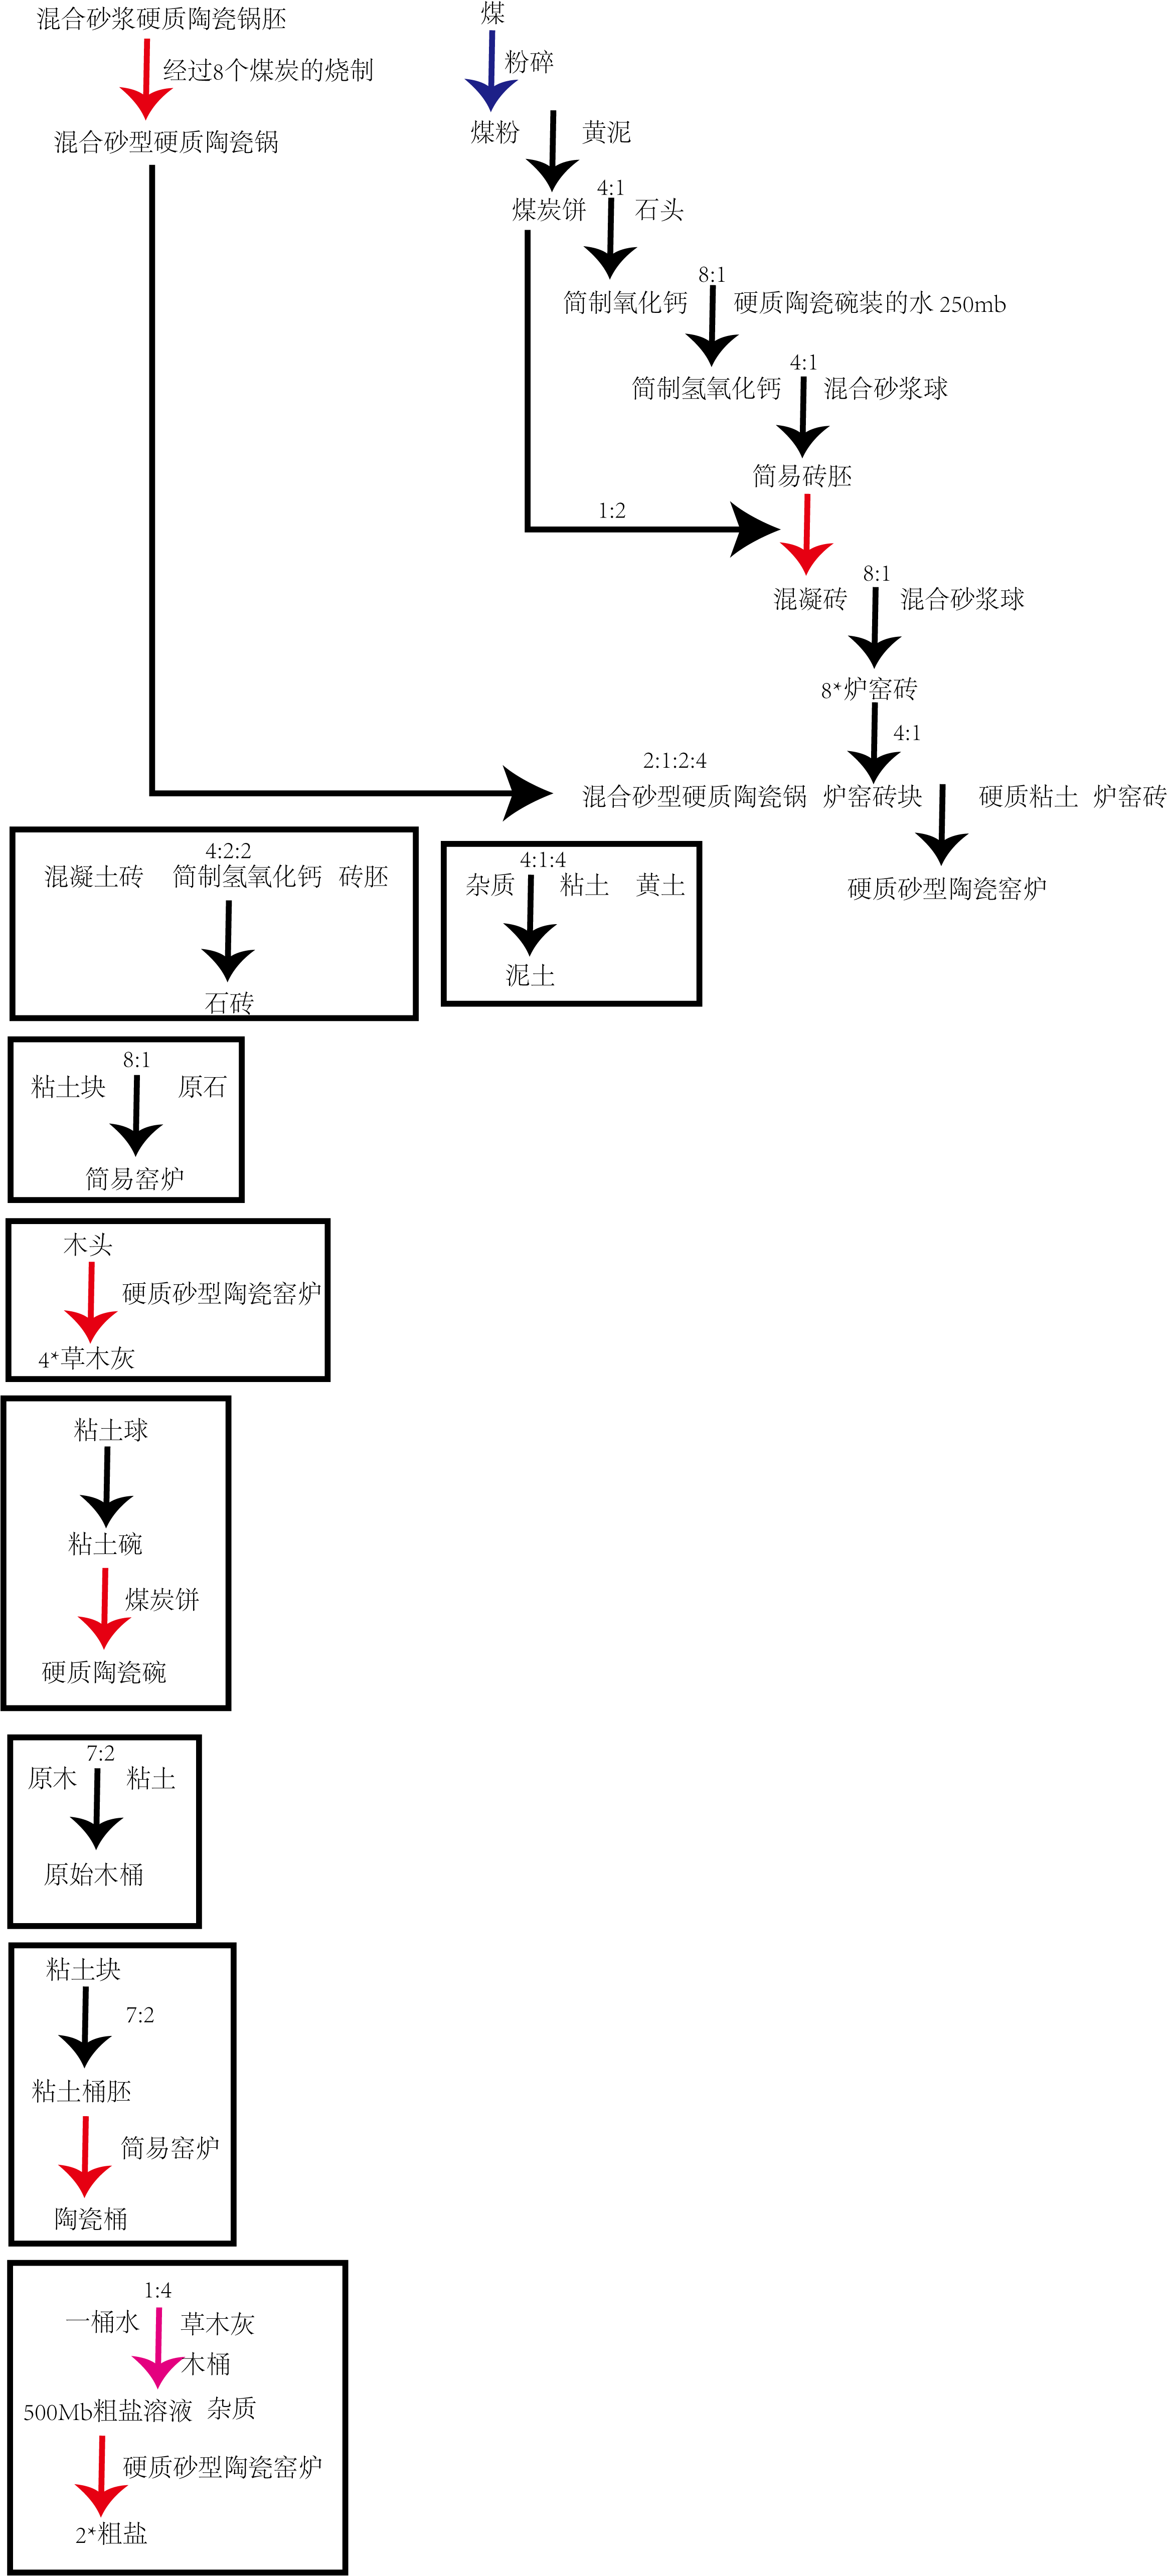 混合砂浆硬质陶瓷锅胚
经过8个煤炭的烧制
混合砂型硬质陶瓷锅
煤
粉碎
煤粉
黄泥
4:1
煤炭饼
石头
8:1
简制氧化钙
硬质陶瓷碗装的水 250mb
4:1
简制氢氧化钙
混合砂浆球
简易砖胚
1:2
8:1
混凝砖
混合砂浆球
8*炉窑砖
4:1
2:1:2:4
混合砂型硬质陶瓷锅 炉窑砖块 硬质粘土 炉窑砖
硬质砂型陶瓷窑炉
4:2:2
混凝土砖 简制氢氧化钙 砖胚
石砖
4:1:4
杂质 粘土 黄土
泥土
8:1
粘土块 原石
简易窑炉
木头
硬质砂型陶瓷窑炉
4*草木灰
粘土球
粘土碗
煤炭饼
硬质陶瓷碗
7:2
原木 粘土
原始木桶
粘土块
7:2
粘土桶胚
简易窑炉
陶瓷桶
1:4
一桶水 草木灰
木桶
500Mb粗盐溶液 杂质
硬质砂型陶瓷窑炉
2*粗盐